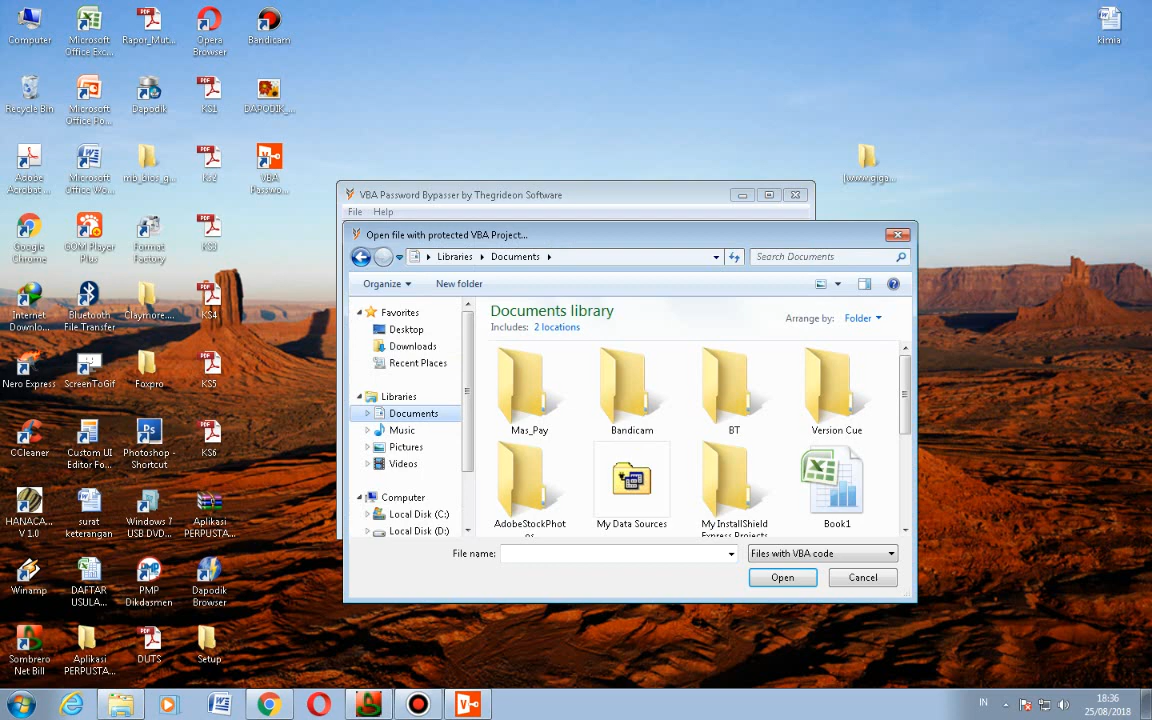 Computer
Microsoft
Office Exc...
Rapor_Mut...
Opera
Browser
Bandicam
kimia
Recycle Bin
Microsoft
Office Po...
Dapodik
KS1
DAPODIK_...
Adobe
Acrobat ...
Microsoft
Office Wo...
mb_bios_g...
Ks2
VBA
Passwo...
[www.giga...
Google
Chrome
GOM Player
Plus
Format
Factory
KS3
Internet
Downlo...
Bluetooth
File Transfer
Claymore....
KS4
Nero Express
ScreenToGif
Foxpro
KS5
CCleaner
Custom UI
Editor Fo...
Photoshop -
Shortcut
KS6
HANACA...
V 1.0
surat
keterangan
Windows 7
USB DVD...
Aplikasi
PERPUSTA...
Winamp
DAFTAR
USULA...
PMP
Dikdasmen
Dapodik
Browser
Sombrero
Net Bill
Aplikasi
PERPUSTA...
DUTS
Setup
VBA Password Bypasser by Thegrideon Software
File Help
Open file with protected VBA Project...
Libraries Documents
Search Documents
Organize New folder
Favorites
Desktop
Downloads
Recent Places
Libraries
Documents
Music
Pictures
Videos
Computer
Local Disk (C:)
Local Disk (D:)
Documents library
Includes: 2 locations
Arrange by: Folder
Mas_Pay
Bandicam
BT
Version Cue
AdobeStockPhot
os
My Data Sources
My InstallShield
Express Projects
Book1
File name:
Files with VBA code
Open Cancel
IN
18:36
25/08/2018